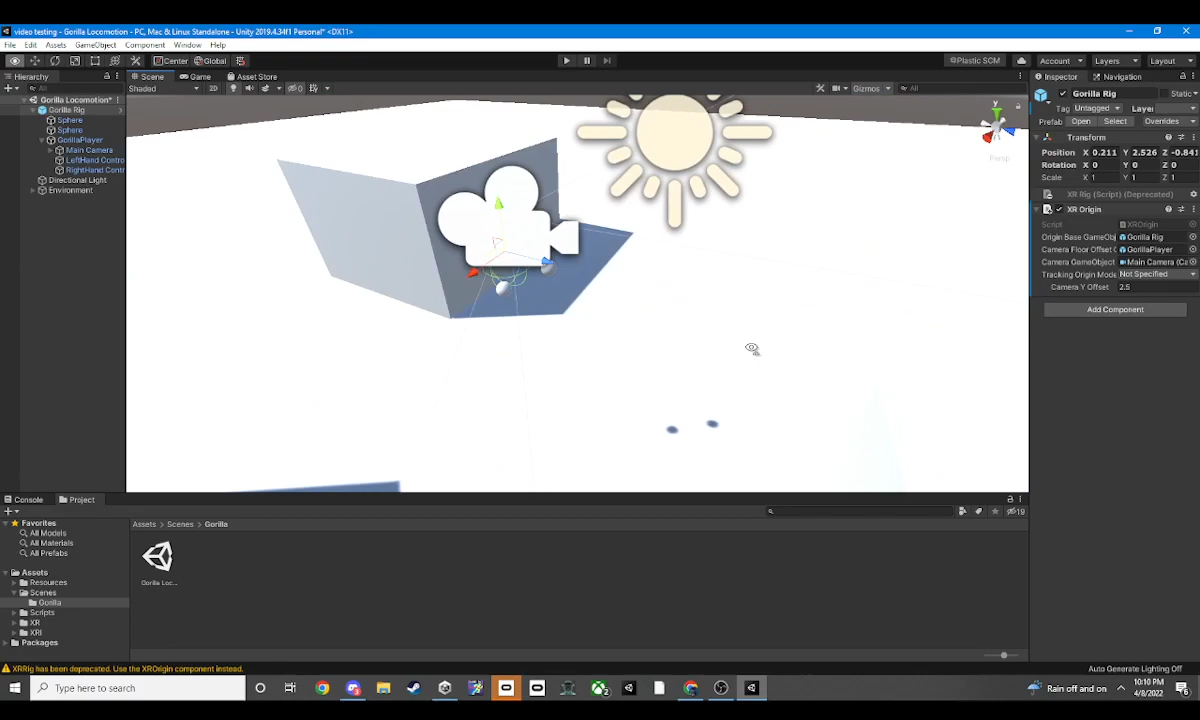 video testing - Gorilla Locomotion - PC, Mac & Linux Standalone - Unity 2019.4.34f1 Personal* <DX11>
File Edit Assets GameObject Component Window Help
Center Global Plastic SCM Account Layers Layout
Hierarchy Scene Game Asset Store Inspector Navigation
All Shaded 2D 0 Gizmos All
Gorilla Locomotion*
Gorilla Rig
Sphere
Sphere
GorillaPlayer
Main Camera
LeftHand Contro
RightHand Contr
Directional Light
Environment
y
Persp
Gorilla Rig Static
Tag Untagged Layer
Prefab Open Select Overrides
Transform
Position X 0.211 Y 2.526 Z -0.841
Rotation X 0 Y 0 Z 0
Scale X 1 Y 1 Z 1
XR Rig (Script) (Deprecated)
XR Origin
Script XROrigin
Origin Base GameObj Gorilla Rig
Camera Floor Offset GorillaPlayer
Camera GameObject Main Camera (Ca
Tracking Origin Mode Not Specified
Camera Y Offset 2.5
Add Component
Console Project
19
Favorites
All Models
All Materials
All Prefabs
Assets
Resources
Scenes
Gorilla
Scripts
XR
XRI
Packages
Assets > Scenes > Gorilla
Gorilla Loc...
XRRig has been deprecated. Use the XROrigin component instead.
Auto Generate Lighting Off
Type here to search
2
Rain off and on
10:10 PM
4/8/2022
6